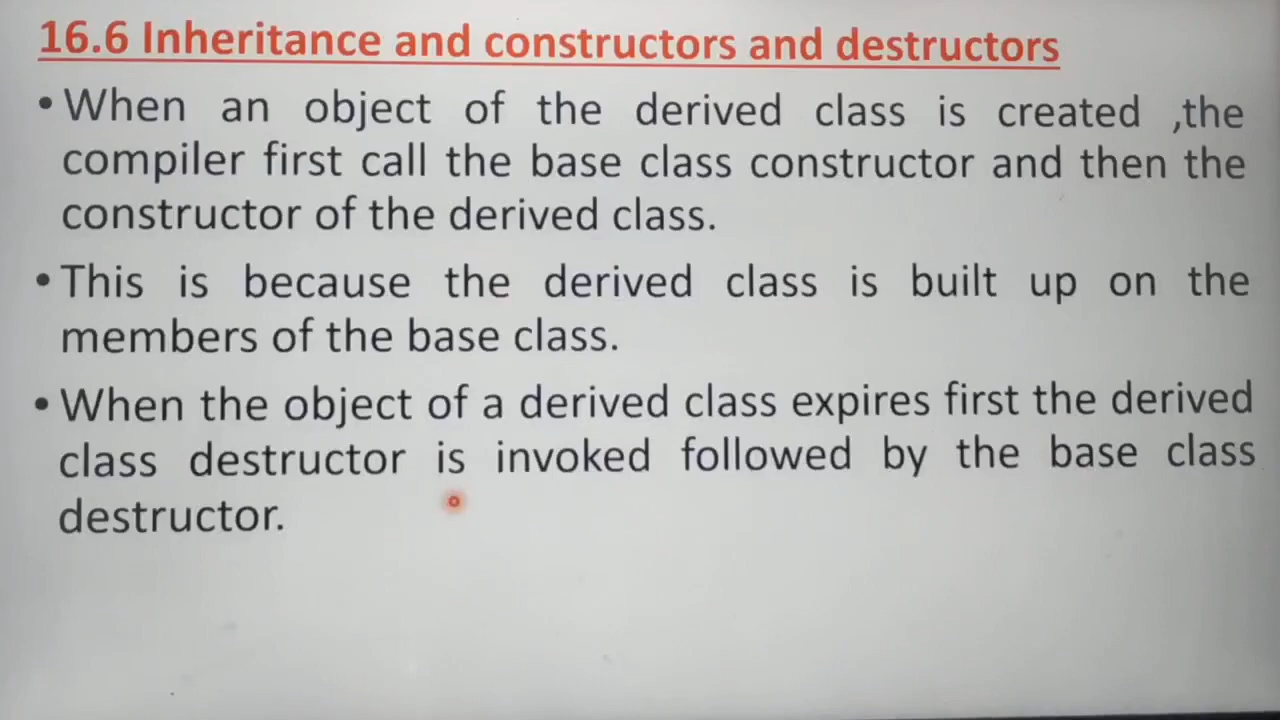 16.6 Inheritance and constructors and destructors
• When an object of the derived class is created ,the
compiler first call the base class constructor and then the
constructor of the derived class.
• This is because the derived class is built up on the
members of the base class.
• When the object of a derived class expires first the derived
class destructor is invoked followed by the base class
destructor.